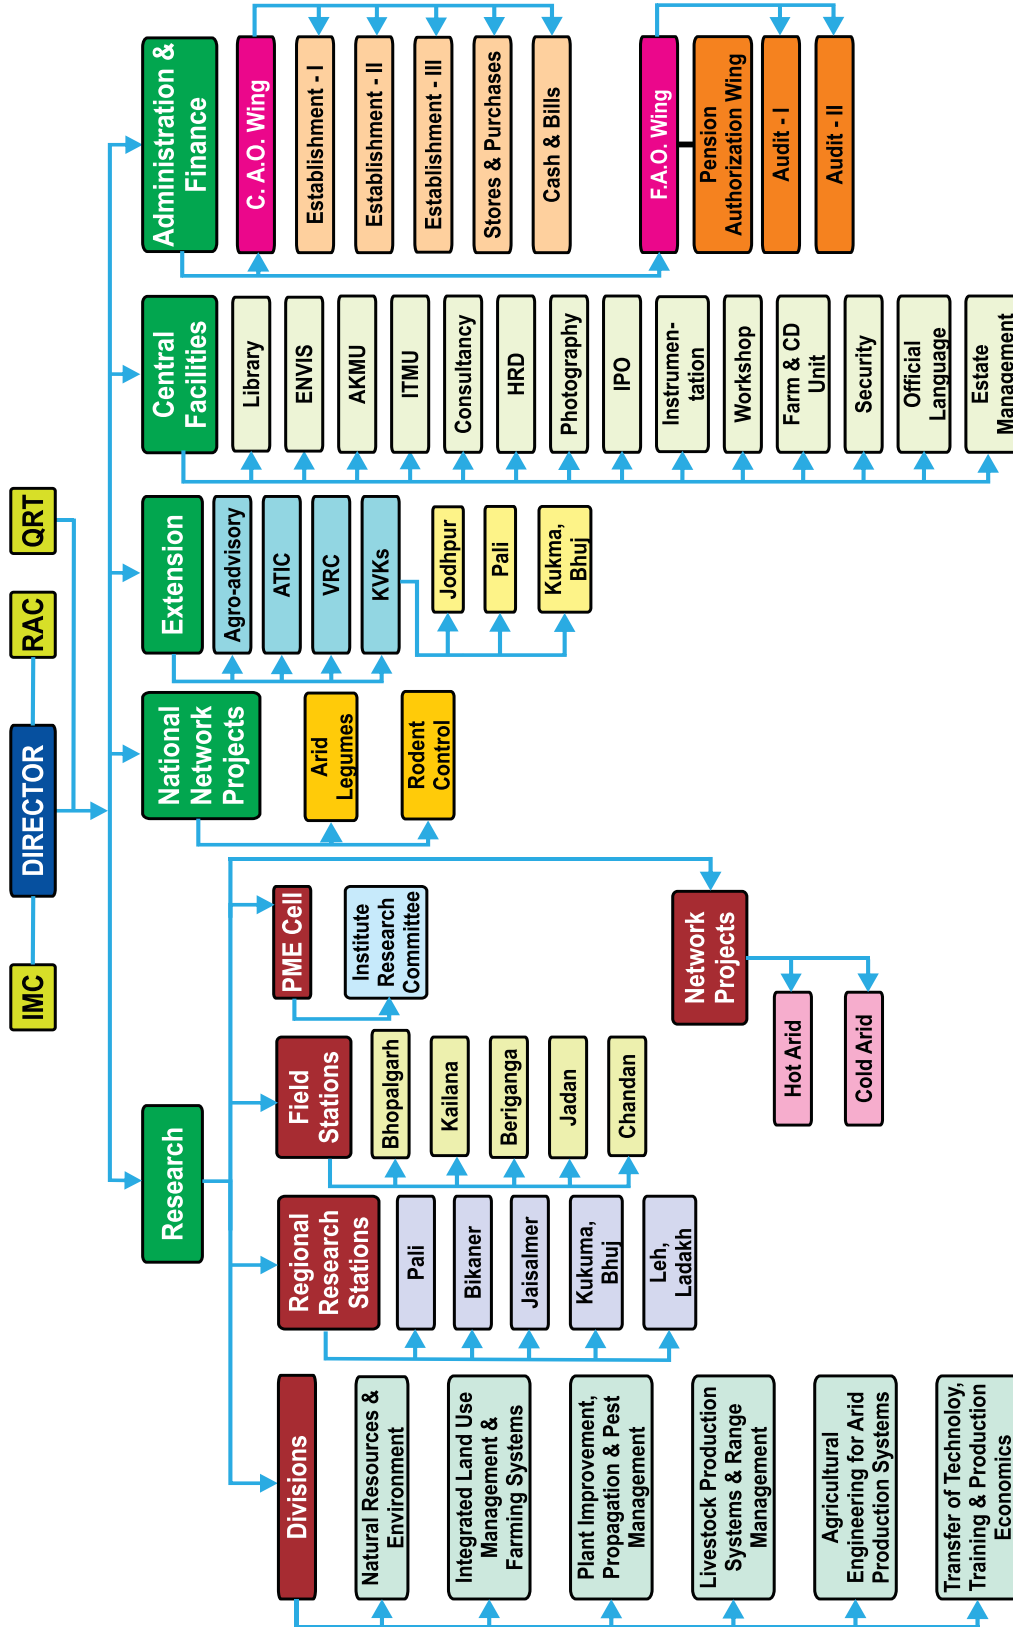 IMC
DIRECTOR
RAC
QRT
Research
National
Network
Projects
Extension
Central
Facilities
Administration &
Finance
Divisions
Natural Resources &
Environment
Integrated Land Use
Management &
Farming Systems
Plant Improvement,
Propagation & Pest
Management
Livestock Production
Systems & Range
Management
Agricultural
Engineering for Arid
Production Systems
Transfer of Technoloy,
Training & Production
Economics
Regional
Research
Stations
Pali
Bikaner
Jaisalmer
Kukuma,
Bhuj
Leh,
Ladakh
Field
Stations
Bhopalgarh
Kailana
Beriganga
Jadan
Chandan
PME Cell
Institute
Research
Committee
Network
Projects
Hot Arid
Cold Arid
Arid
Legumes
Rodent
Control
Agro-advisory
ATIC
VRC
KVKs
Jodhpur
Pali
Kukma,
Bhuj
Library
ENVIS
AKMU
ITMU
Consultancy
HRD
Photography
IPO
Instrumen-
tation
Workshop
Farm & CD
Unit
Security
Official
Language
Estate
Management
C. A.O. Wing
Establishment - I
Establishment - II
Establishment - III
Stores & Purchases
Cash & Bills
F.A.O. Wing
Pension
Authorization Wing
Audit - I
Audit - II